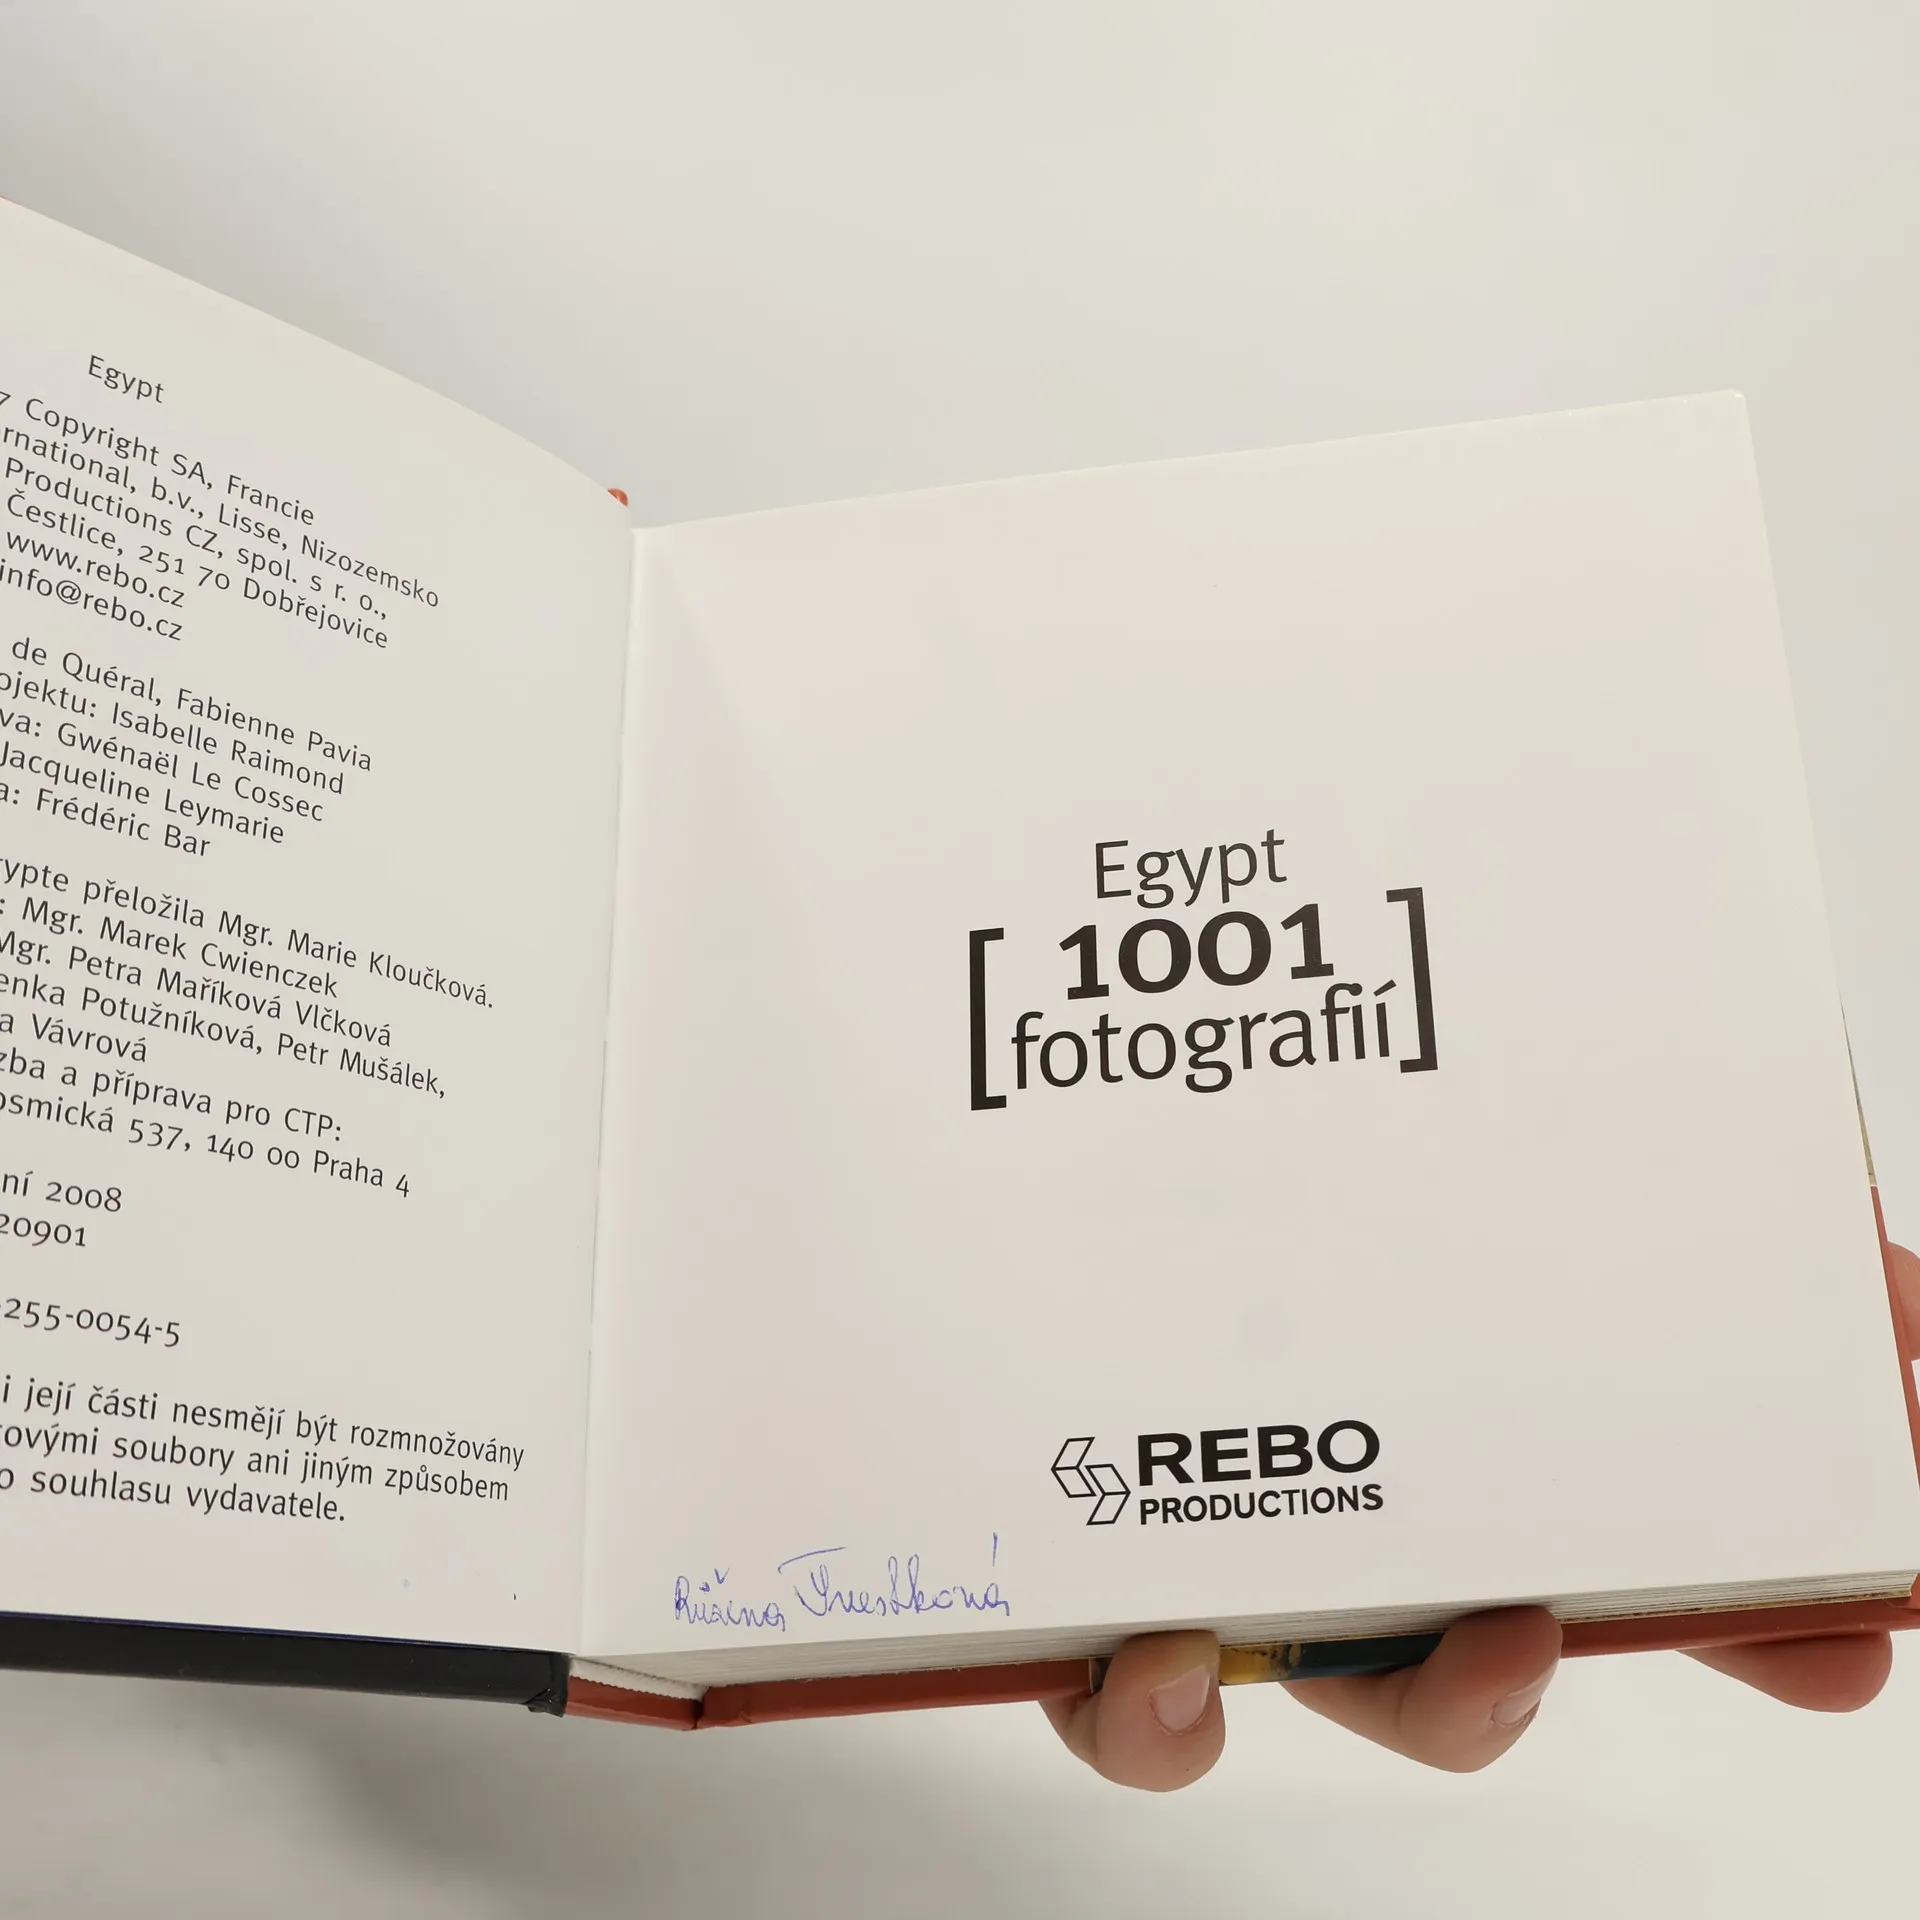 Egypt
7 Copyright SA, Francie
rnational, b.v., Lisse, Nizozemsko
Productions CZ, spol. s r. o.,
Čestlice, 251 70 Dobřejovice
www.rebo.cz
info@rebo.cz
de Quéral, Fabienne Pavia
ojektu: Isabelle Raimond
va: Gwénaël Le Cossec
Jacqueline Leymarie
a: Frédéric Bar
ypte přeložila Mgr. Marie Kloučková.
: Mgr. Marek Cwienczek
Mgr. Petra Maříková Vlčková
enka Potužníková, Petr Mušálek,
a Vávrová
zba a příprava pro CTP:
osmická 537, 140 00 Praha 4
ní 2008
20901
-255-0054-5
i její části nesmějí být rozmnožovány
rovými soubory ani jiným způsobem
o souhlasu vydavatele.
Egypt
[1001
fotografií]
REBO
PRODUCTIONS
Růžena